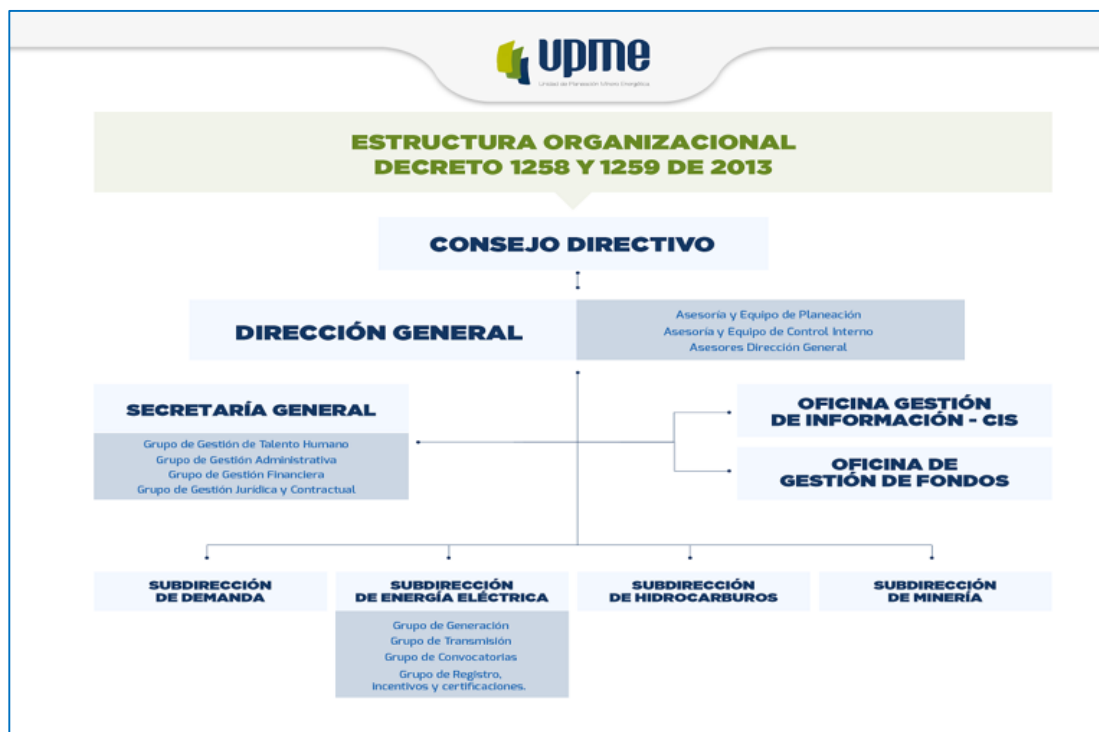 upme
Unidad de Planeación Minero Energética
ESTRUCTURA ORGANIZACIONAL
DECRETO 1258 Y 1259 DE 2013
CONSEJO DIRECTIVO
DIRECCIÓN GENERAL
Asesoría y Equipo de Planeación
Asesoría y Equipo de Control Interno
Asesores Dirección General
SECRETARÍA GENERAL
Grupo de Gestión de Talento Humano
Grupo de Gestión Administrativa
Grupo de Gestión Financiera
Grupo de Gestión Jurídica y Contractual
OFICINA GESTIÓN
DE INFORMACIÓN - CIS
OFICINA DE
GESTIÓN DE FONDOS
SUBDIRECCIÓN
DE DEMANDA
SUBDIRECCIÓN
DE ENERGÍA ELÉCTRICA
Grupo de Generación
Grupo de Transmisión
Grupo de Convocatorias
Grupo de Registro,
incentivos y certificaciones.
SUBDIRECCIÓN
DE HIDROCARBUROS
SUBDIRECCIÓN
DE MINERÍA